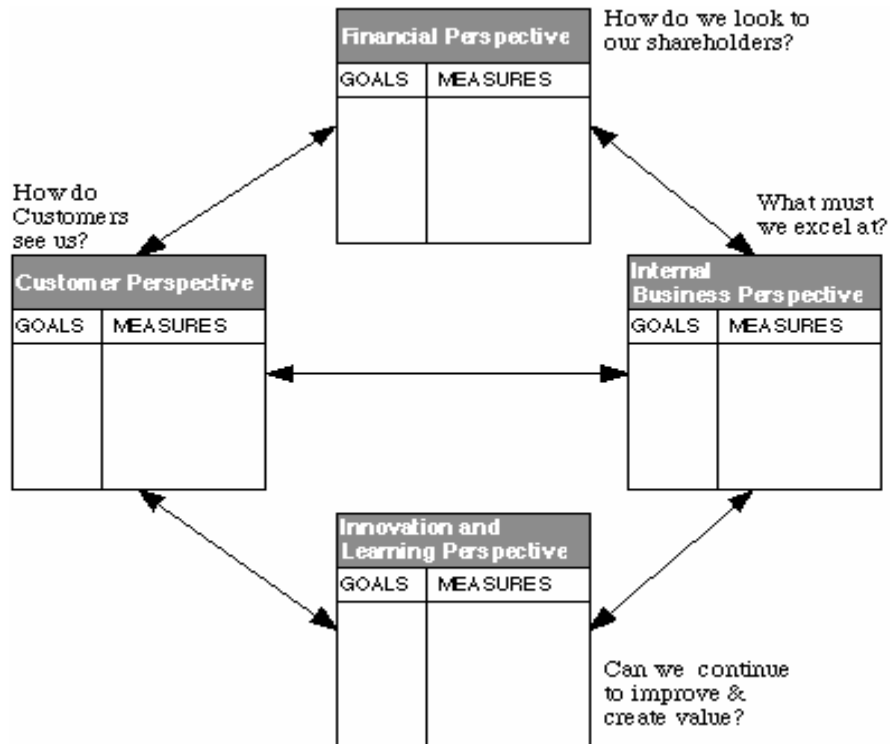 Financial Perspective
How do we look to
our shareholders?
GOALS MEASURES
How do
Customers
see us?
What must
we excel at?
Customer Perspective
GOALS MEASURES
Internal
Business Perspective
GOALS MEASURES
Innovation and
Learning Perspective
GOALS MEASURES
Can we continue
to improve &
create value?